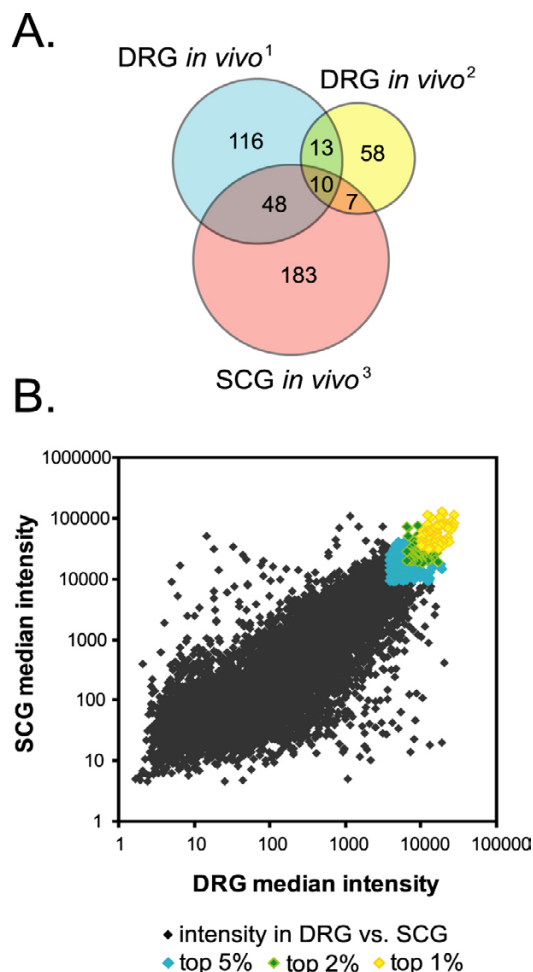 A.
DRG in vivo1
DRG in vivo2
116
13
58
10
48
7
183
SCG in vivo3
B.
1000000
100000
10000
1000
100
10
1
SCG median intensity
1
10
100
1000
10000
100000
DRG median intensity
intensity in DRG vs. SCG
top 5%
top 2%
top 1%